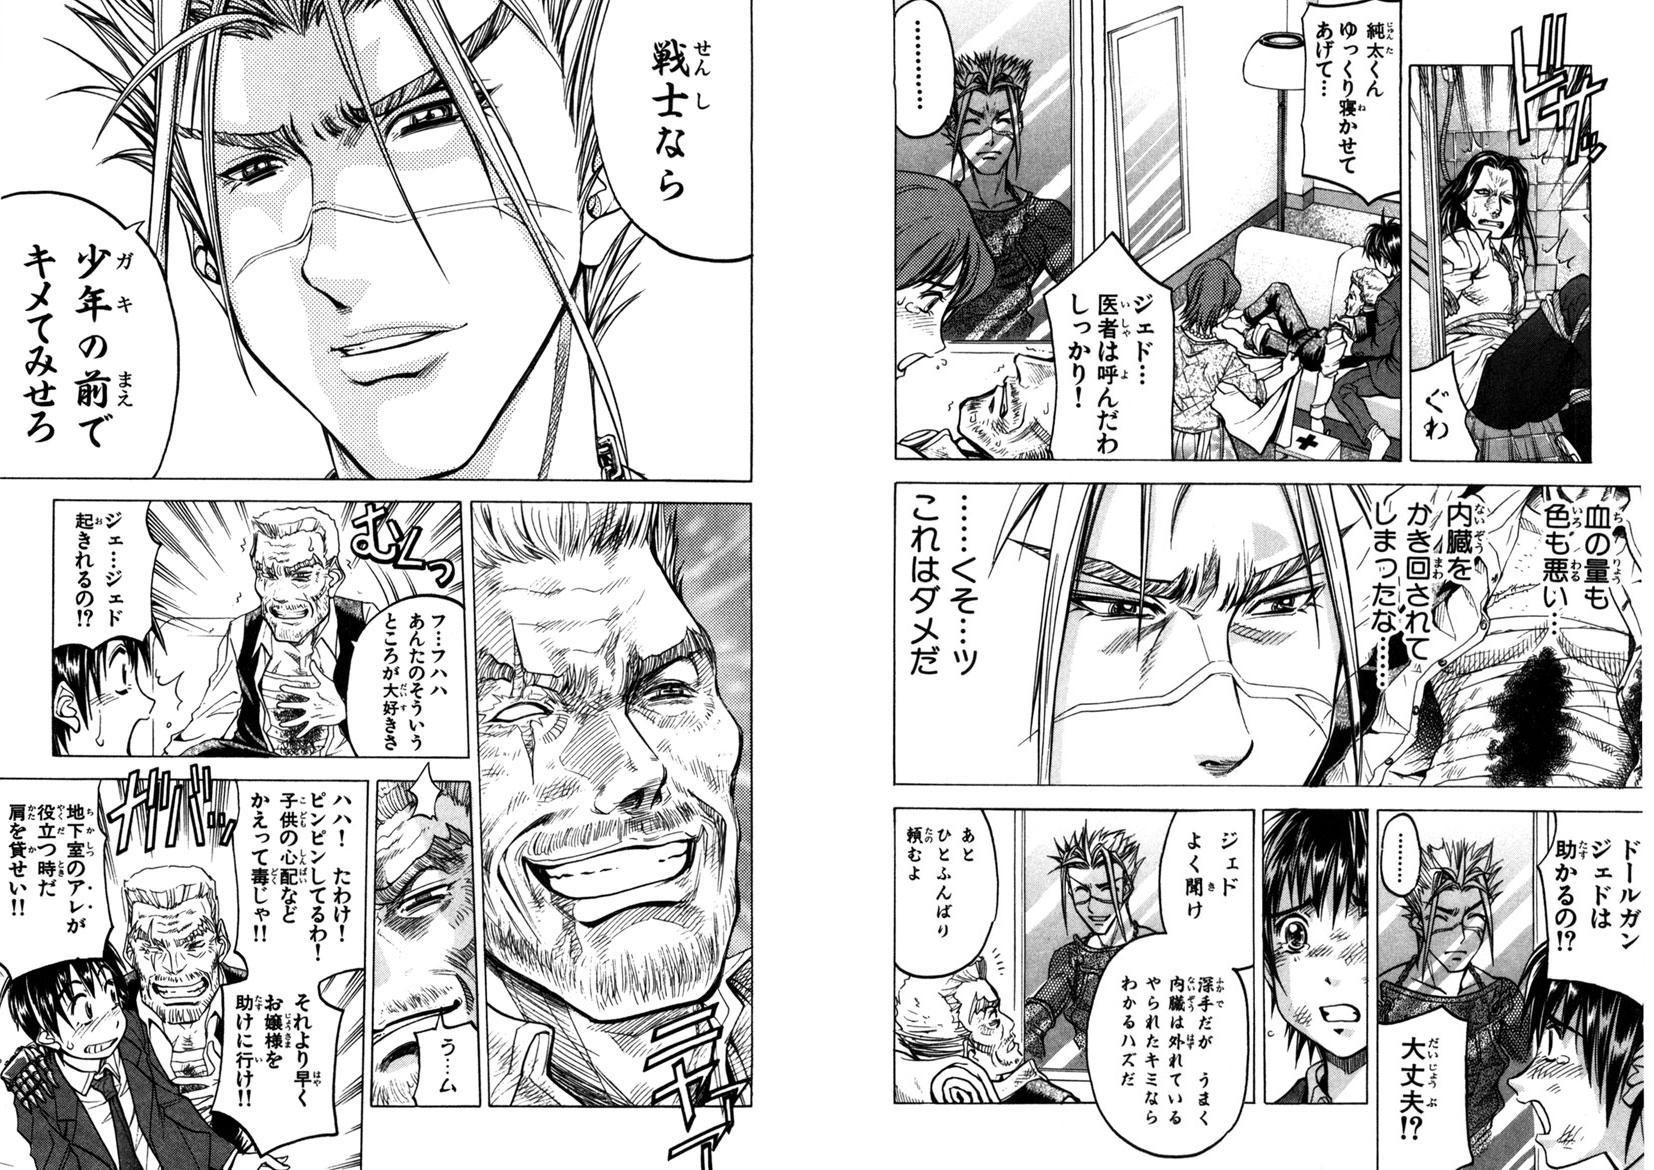 ドサッ
ぐわ
純太くん
ゆっくり寝かせて
あげて…
ジェド…
医者は呼んだわ
しっかり!
………
血の量も
色も悪い…
内臓を
かき回されて
しまったな……
……くそ…ッ
これはダメだ
ドールガン
ジェドは
助かるの!?
………
大丈夫!?
ジェド
よく聞け
深手だが うまく
内臓は外れている
やられたキミなら
わかるハズだ
あと
ひとふんばり
頼むよ
戦士なら
少年の前で
キメてみせろ
ニヤァ
むくっ
フ…フハハ
あんたのそういう
ところが大好きさ
ジェ…ジェド
起きれるの!?
う…ム
ハハ! たわけ!
ピンピンしてるわ!
子供の心配など
かえって毒じゃ!!
それより早く
お嬢様を
助けに行け!!
ガバッ
地下室のアレが
役立つ時だ
肩を貸せい!!